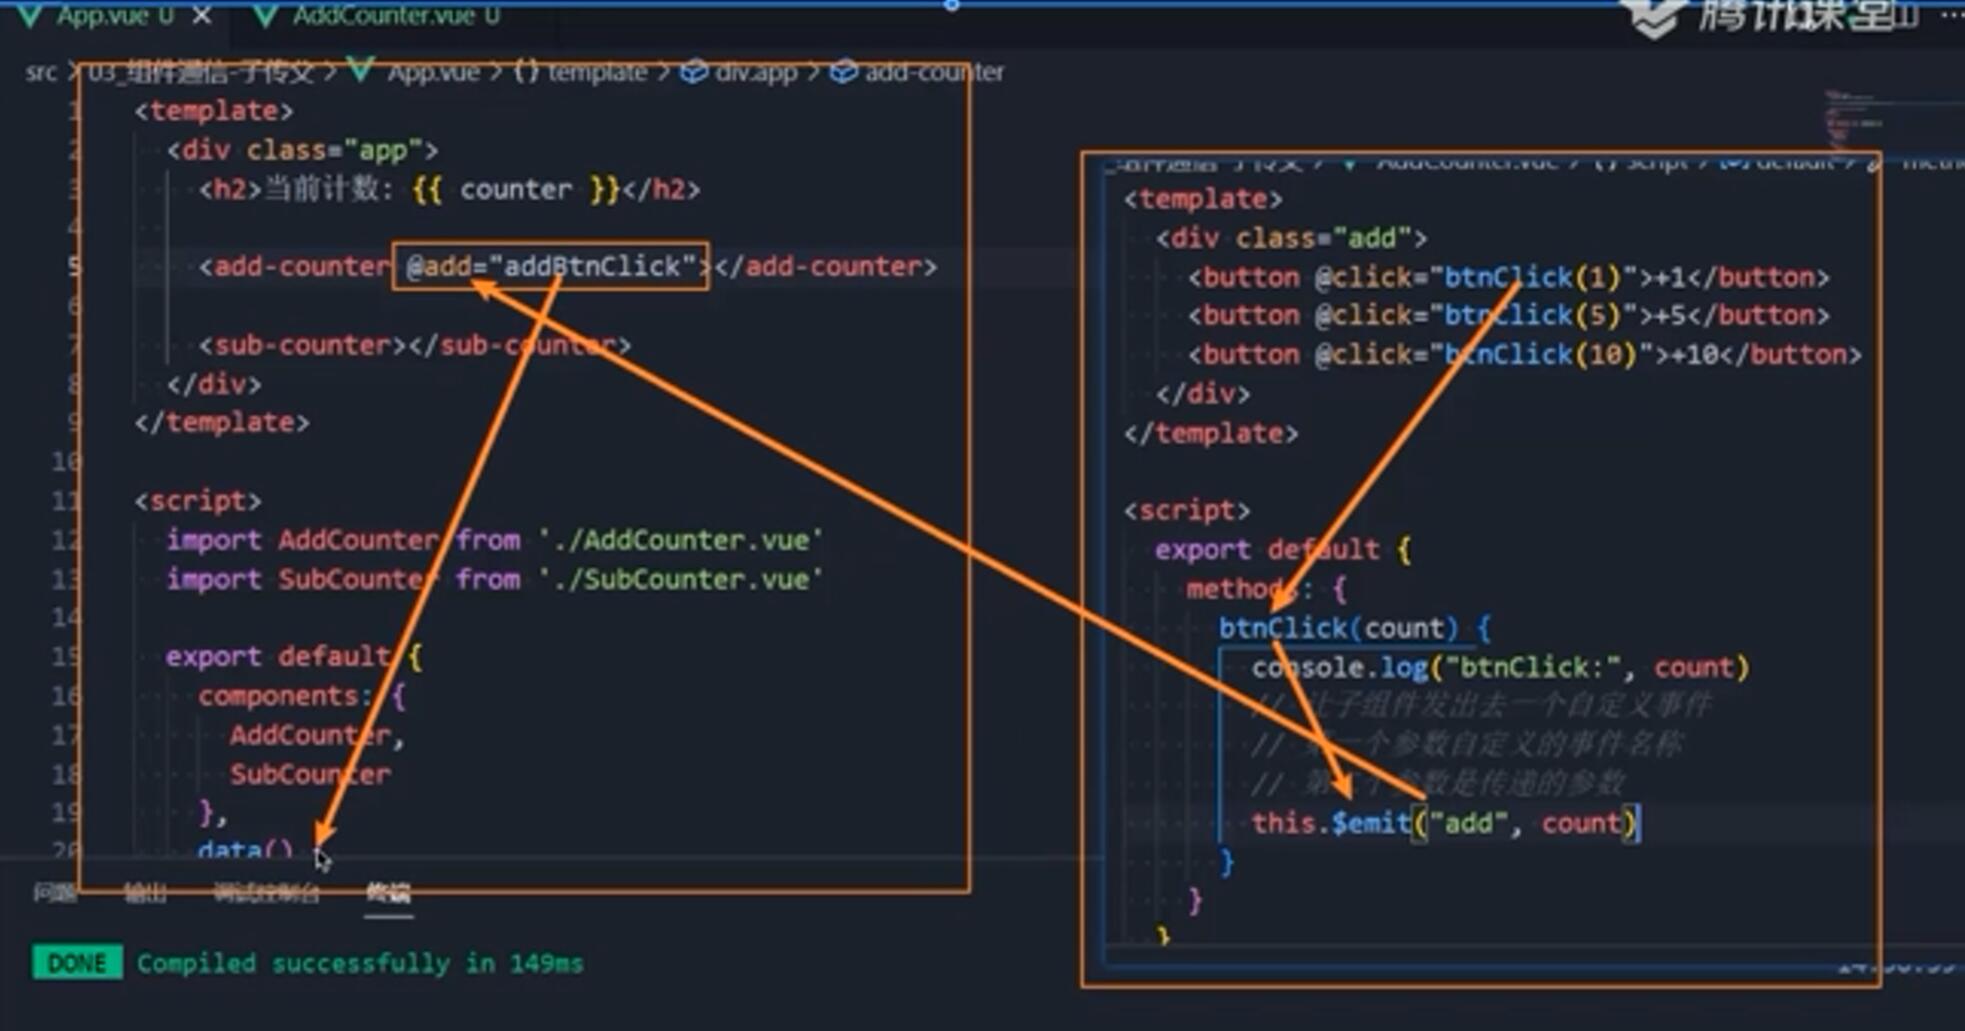 App.vue U
AddCounter.vue U
腾讯课堂
src > 03_组件通信-子传父 > App.vue > {} template > div.app > add-counter
1 <template>
2 <div class="app">
3 <h2>当前计数: {{ counter }}</h2>
4
5 <add-counter @add="addBtnClick"></add-counter>
6
7 <sub-counter></sub-counter>
8 </div>
9 </template>
10
11 <script>
12 import AddCounter from './AddCounter.vue'
13 import SubCounter from './SubCounter.vue'
14
15 export default {
16 components: {
17 AddCounter,
18 SubCounter
19 },
20 data()
问题 输出 调试控制台 终端
DONE Compiled successfully in 149ms
组件通信-子传父 > AddCounter.vue > {} script > default >
<template>
<div class="add">
<button @click="btnClick(1)">+1</button>
<button @click="btnClick(5)">+5</button>
<button @click="btnClick(10)">+10</button>
</div>
</template>
<script>
export default {
methods: {
btnClick(count) {
console.log("btnClick:", count)
// 让子组件发出去一个自定义事件
// 第一个参数自定义的事件名称
// 第二个参数是传递的参数
this.$emit("add", count)
}
}
}